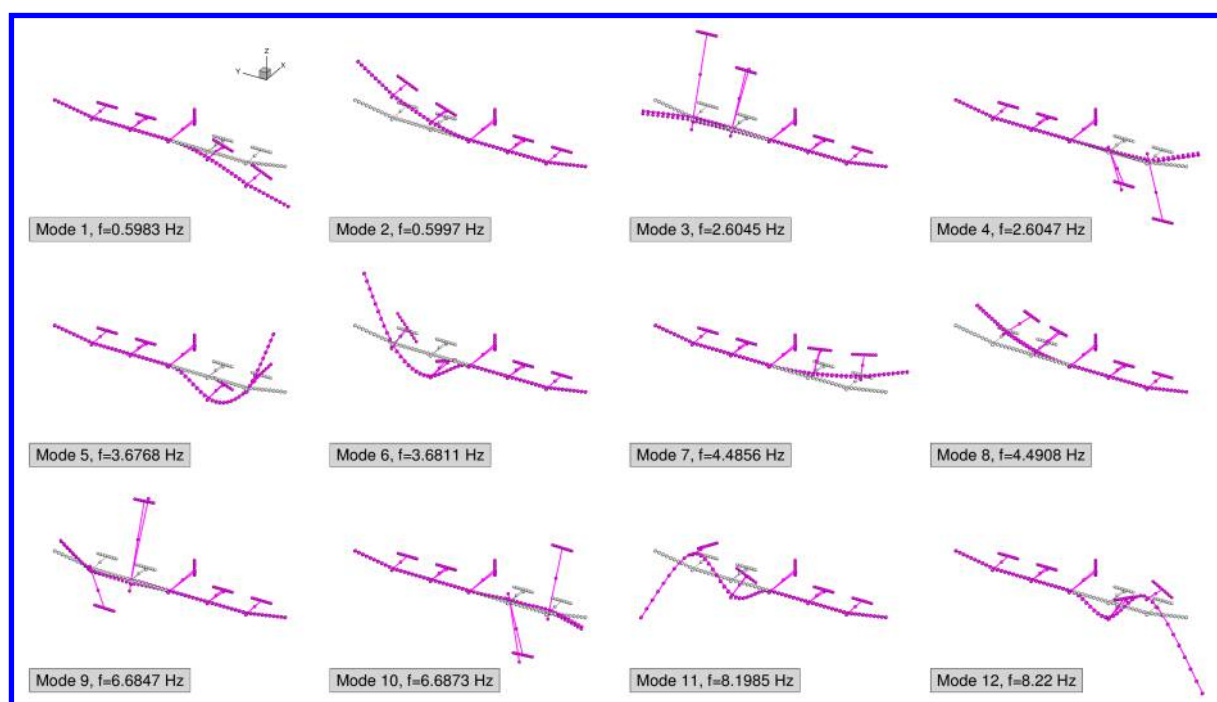 Z
Y X
Mode 1, f=0.5983 Hz
Mode 2, f=0.5997 Hz
Mode 3, f=2.6045 Hz
Mode 4, f=2.6047 Hz
Mode 5, f=3.6768 Hz
Mode 6, f=3.6811 Hz
Mode 7, f=4.4856 Hz
Mode 8, f=4.4908 Hz
Mode 9, f=6.6847 Hz
Mode 10, f=6.6873 Hz
Mode 11, f=8.1985 Hz
Mode 12, f=8.22 Hz